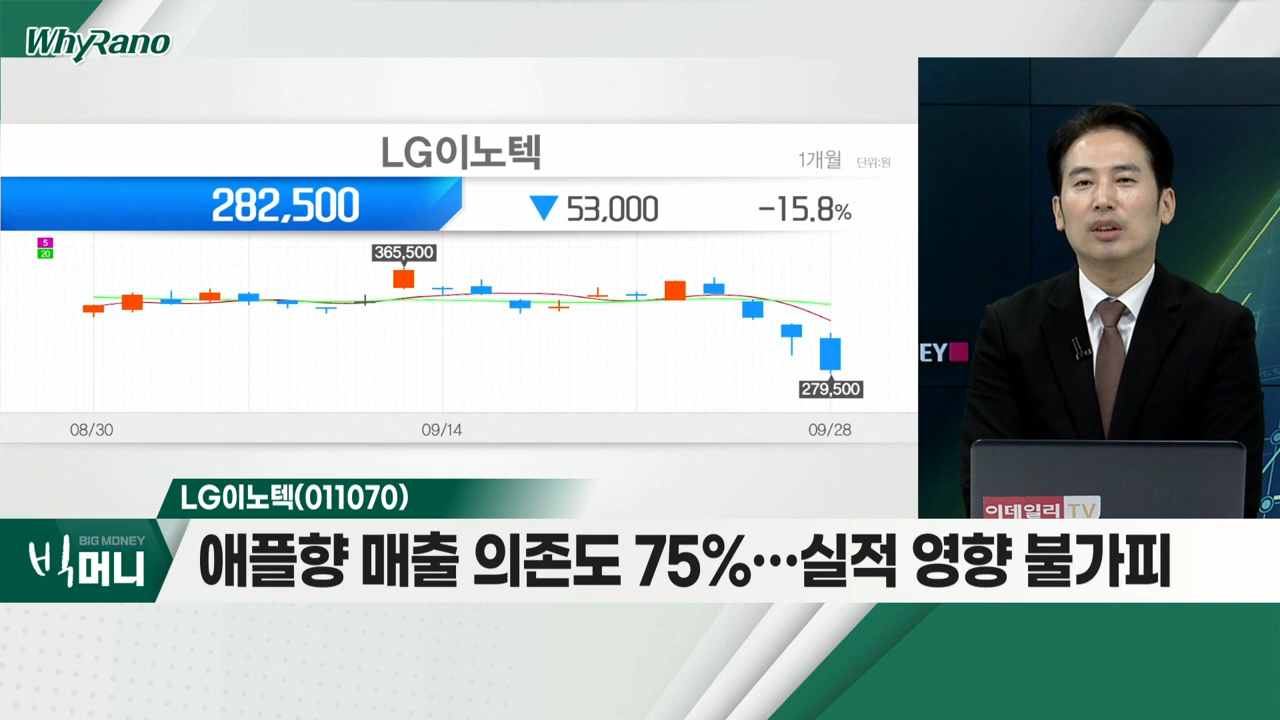 WhyRano
LG이노텍
1개월 단위:원
282,500 ▼ 53,000 -15.8%
5
20
365,500
279,500
08/30 09/14 09/28
EY
이데일리 TV
LG이노텍(011070)
BIG MONEY
빅머니
애플향 매출 의존도 75%…실적 영향 불가피